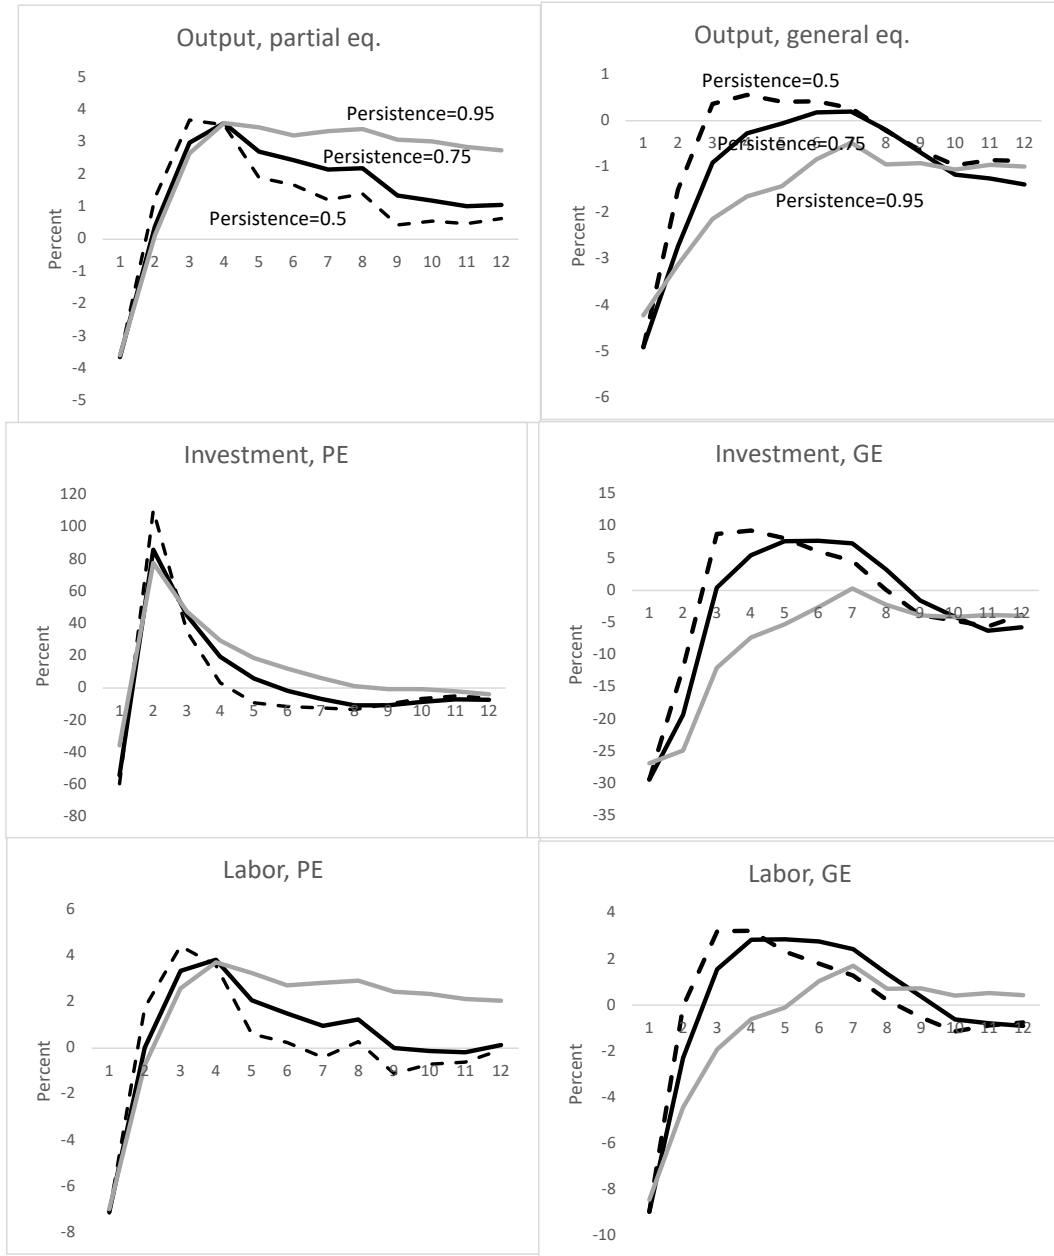 Output, partial eq.
5
4
3
2
1
0
-1
-2
-3
-4
-5
Percent
1 2 3 4 5 6 7 8 9 10 11 12
Persistence=0.95
Persistence=0.75
Persistence=0.5
Output, general eq.
1
0
-1
-2
-3
-4
-5
-6
Percent
1 2 3 4 5 6 7 8 9 10 11 12
Persistence=0.5
Persistence=0.75
Persistence=0.95
Investment, PE
120
100
80
60
40
20
0
-20
-40
-60
-80
Percent
1 2 3 4 5 6 7 8 9 10 11 12
Investment, GE
15
10
5
0
-5
-10
-15
-20
-25
-30
-35
Percent
1 2 3 4 5 6 7 8 9 10 11 12
Labor, PE
6
4
2
0
-2
-4
-6
-8
Percent
1 2 3 4 5 6 7 8 9 10 11 12
Labor, GE
4
2
0
-2
-4
-6
-8
-10
Percent
1 2 3 4 5 6 7 8 9 10 11 12